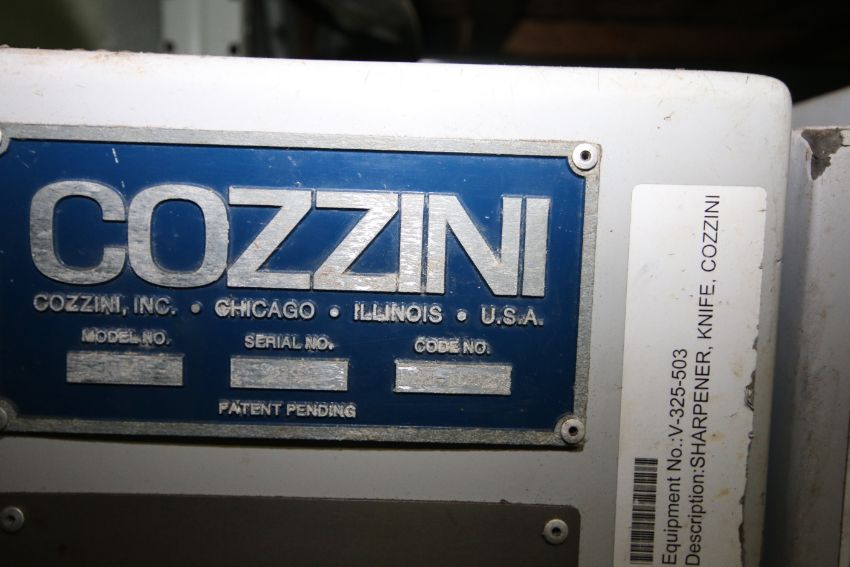 COZZINI
COZZINI, INC. • CHICAGO • ILLINOIS • U.S.A.
MODEL NO. SERIAL NO. CODE NO.
PATENT PENDING
Equipment No.:V-325-503
Description:SHARPENER, KNIFE, COZZINI